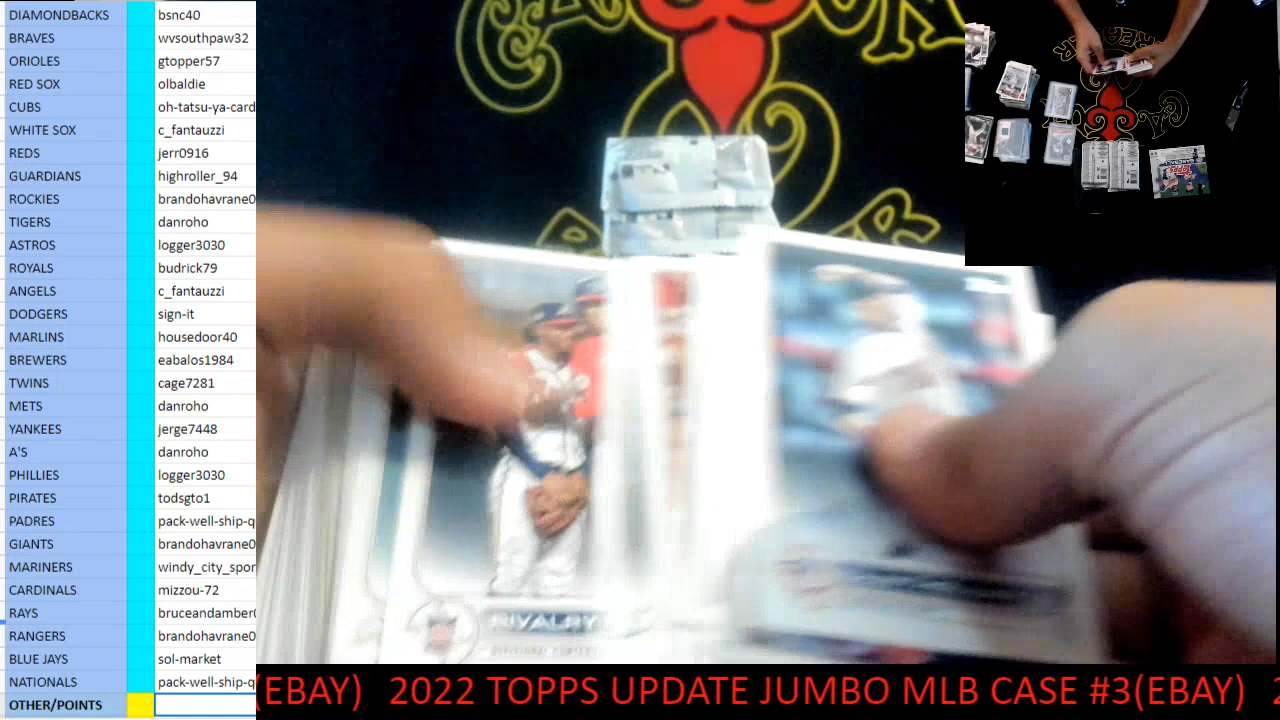 DIAMONDBACKS bsnc40
BRAVES wvsouthpaw32
ORIOLES gtopper57
RED SOX olbaldie
CUBS oh-tatsu-ya-card
WHITE SOX c_fantauzzi
REDS jerr0916
GUARDIANS highroller_94
ROCKIES brandohavrane0
TIGERS danroho
ASTROS logger3030
ROYALS budrick79
ANGELS c_fantauzzi
DODGERS sign-it
MARLINS housedoor40
BREWERS eabalos1984
TWINS cage7281
METS danroho
YANKEES jerge7448
A'S danroho
PHILLIES logger3030
PIRATES todsgto1
PADRES pack-well-ship-q
GIANTS brandohavrane0
MARINERS windy_city_spor
CARDINALS mizzou-72
RAYS bruceandamber
RANGERS brandohavrane0
BLUE JAYS sol-market
NATIONALS pack-well-ship-q
OTHER/POINTS
RIVALRY
TOPPS
(EBAY) 2022 TOPPS UPDATE JUMBO MLB CASE #3(EBAY) 2